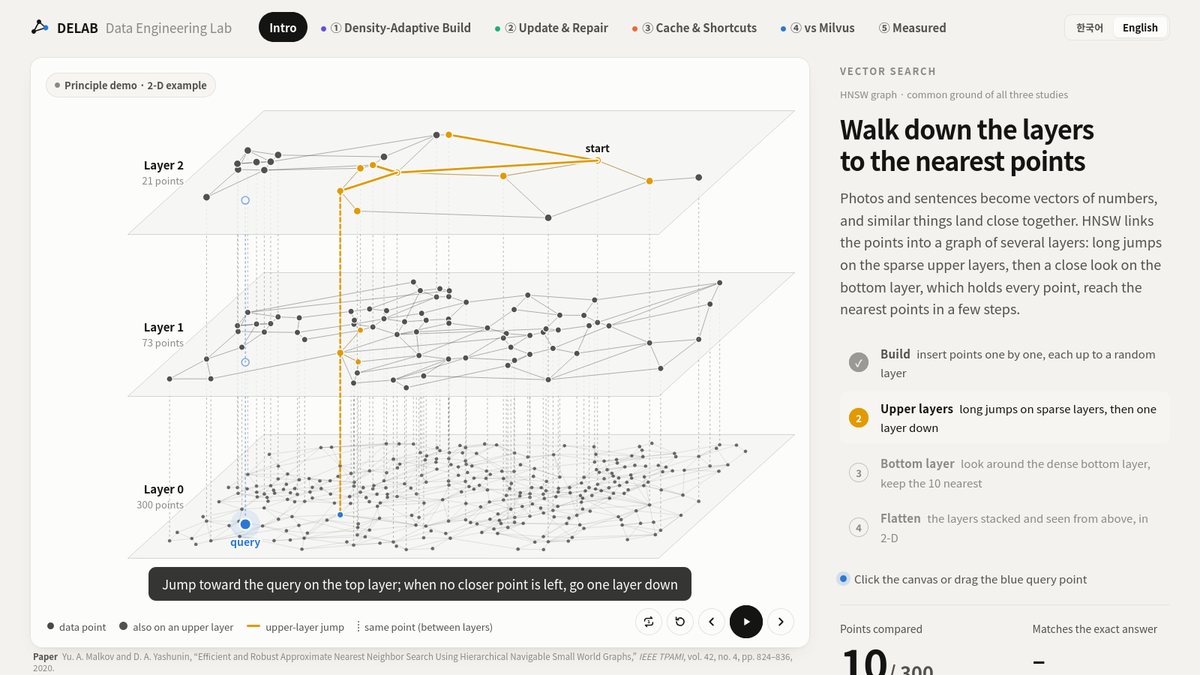 DELAB Data Engineering Lab
Intro
① Density-Adaptive Build
② Update & Repair
③ Cache & Shortcuts
④ vs Milvus
⑤ Measured
한국어
English
Principle demo · 2-D example
Layer 2
21 points
start
Layer 1
73 points
Layer 0
300 points
query
Jump toward the query on the top layer; when no closer point is left, go one layer down
data point
also on an upper layer
upper-layer jump
same point (between layers)
Paper Yu. A. Malkov and D. A. Yashunin, “Efficient and Robust Approximate Nearest Neighbor Search Using Hierarchical Navigable Small World Graphs,” IEEE TPAMI, vol. 42, no. 4, pp. 824–836,
2020.
VECTOR SEARCH
HNSW graph · common ground of all three studies
Walk down the layers
to the nearest points
Photos and sentences become vectors of numbers,
and similar things land close together. HNSW links
the points into a graph of several layers: long jumps
on the sparse upper layers, then a close look on the
bottom layer, which holds every point, reach the
nearest points in a few steps.
✓ Build insert points one by one, each up to a random
layer
2 Upper layers long jumps on sparse layers, then one
layer down
3 Bottom layer look around the dense bottom layer,
keep the 10 nearest
4 Flatten the layers stacked and seen from above, in
2-D
Click the canvas or drag the blue query point
Points compared
10 / 300
Matches the exact answer
–